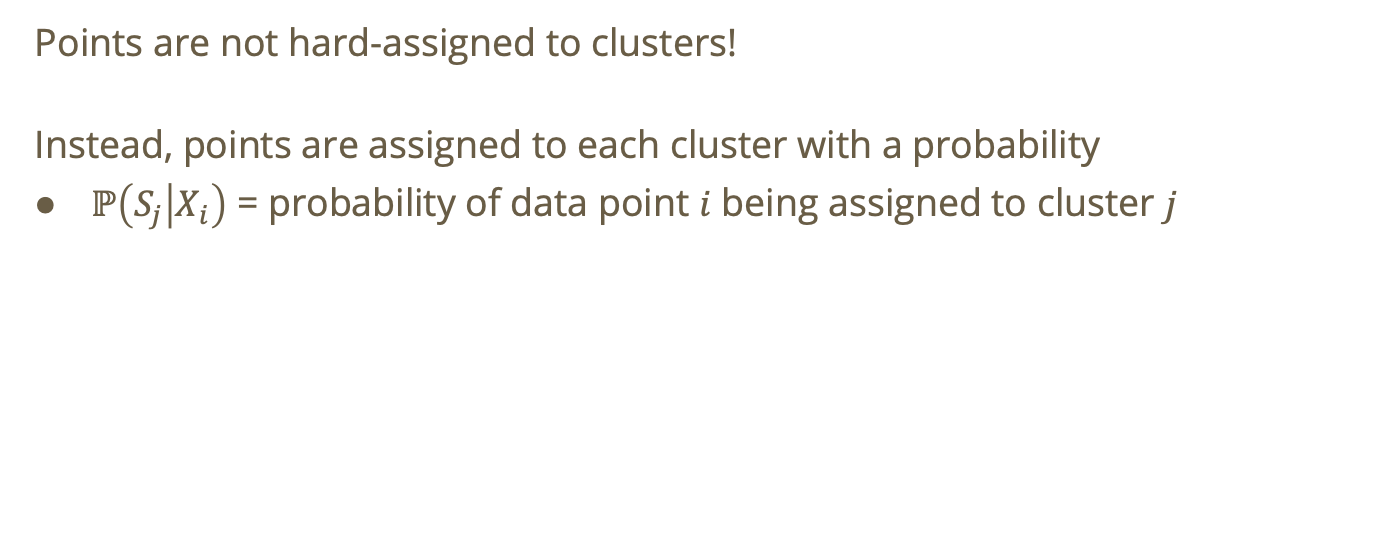 Points are not hard-assigned to clusters!
Instead, points are assigned to each cluster with a probability
● ℙ(Sⱼ|Xᵢ) = probability of data point i being assigned to cluster j